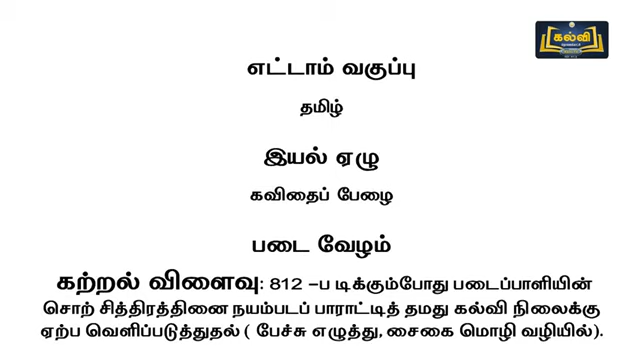 கல்வி
எட்டாம் வகுப்பு
தமிழ்
இயல் ஏழு
கவிதைப் பேழை
படை வேழம்
கற்றல் விளைவு: 812 –ப டிக்கும்போது படைப்பாளியின்
சொற் சித்திரத்தினை நயம்படப் பாராட்டித் தமது கல்வி நிலைக்கு
ஏற்ப வெளிப்படுத்துதல் ( பேச்சு எழுத்து, சைகை மொழி வழியில்).